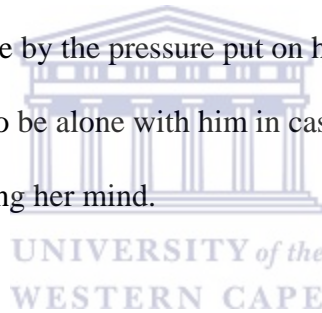 e by the pressure put on h
o be alone with him in cas
ng her mind.
UNIVERSITY of the
WESTERN CAPE